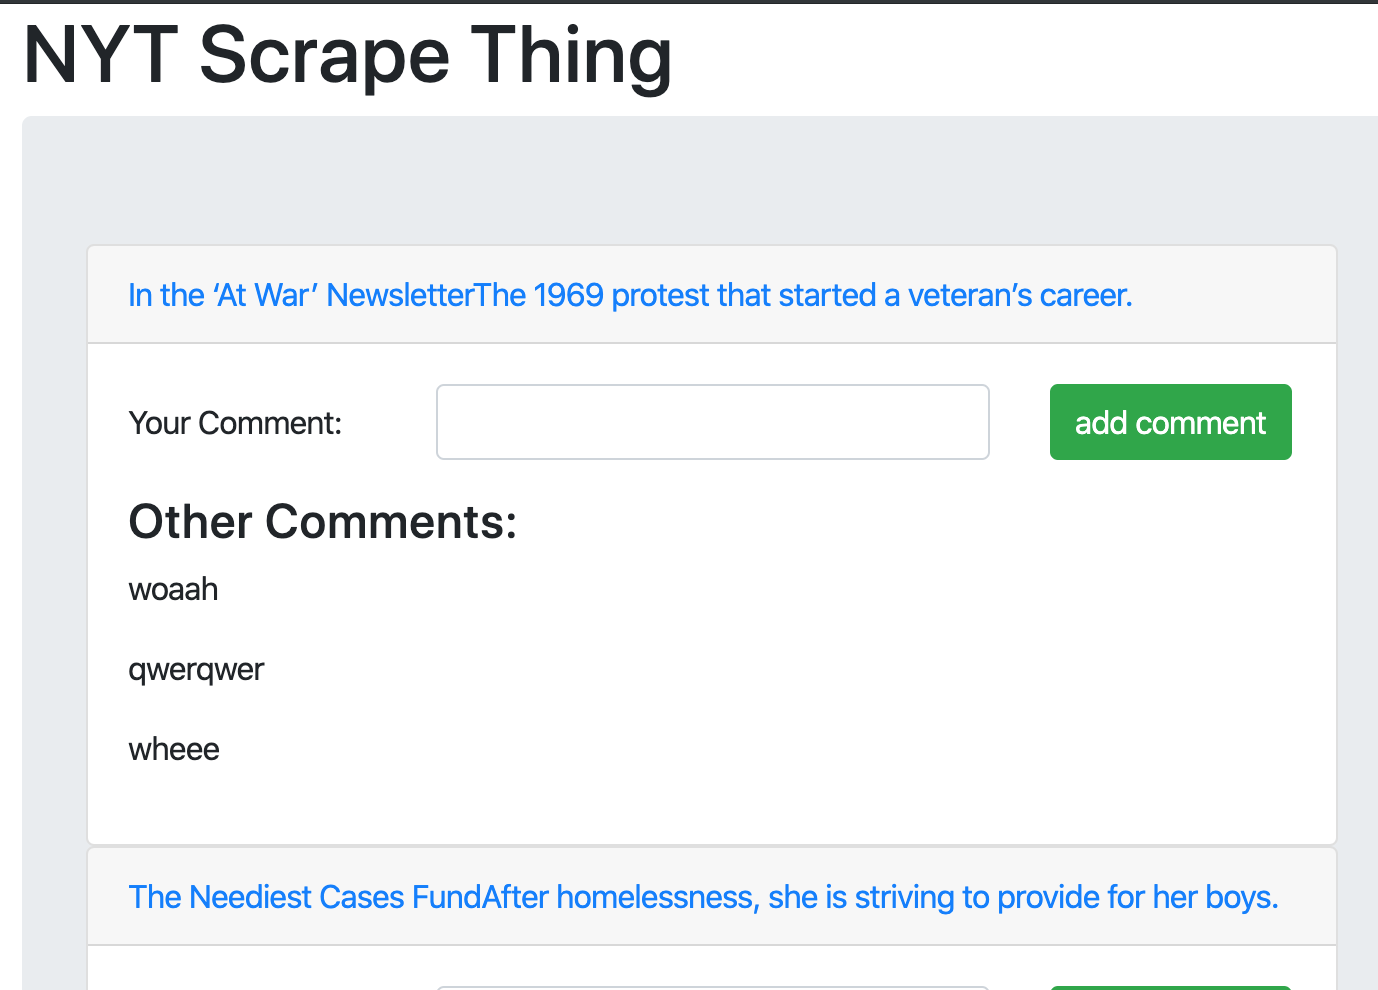 NYT Scrape Thing
In the ‘At War’ NewsletterThe 1969 protest that started a veteran’s career.
Your Comment:
add comment
Other Comments:
woaah
qwerqwer
wheee
The Neediest Cases FundAfter homelessness, she is striving to provide for her boys.